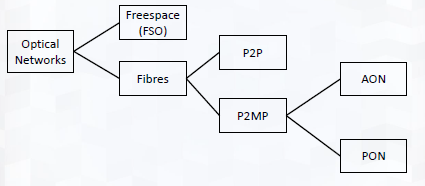 Optical
Networks
Freespace
(FSO)
Fibres
P2P
P2MP
AON
PON